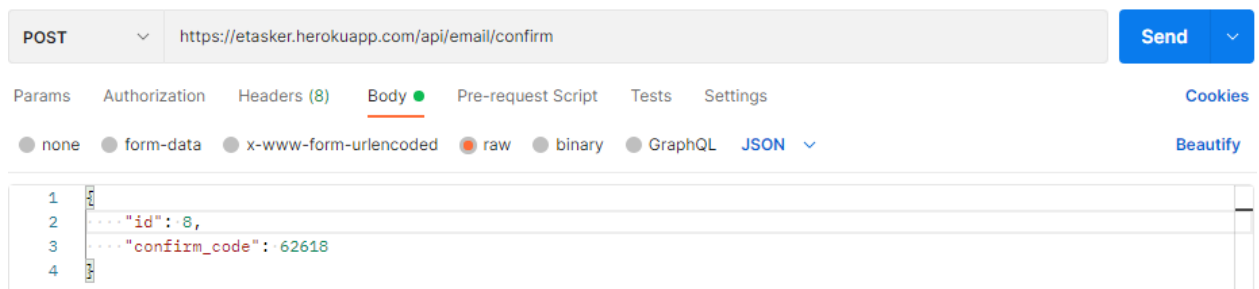 POST https://etasker.herokuapp.com/api/email/confirm Send
Params Authorization Headers (8) Body Pre-request Script Tests Settings Cookies
none form-data x-www-form-urlencoded raw binary GraphQL JSON Beautify
1 {
2 "id": 8,
3 "confirm_code": 62618
4 }